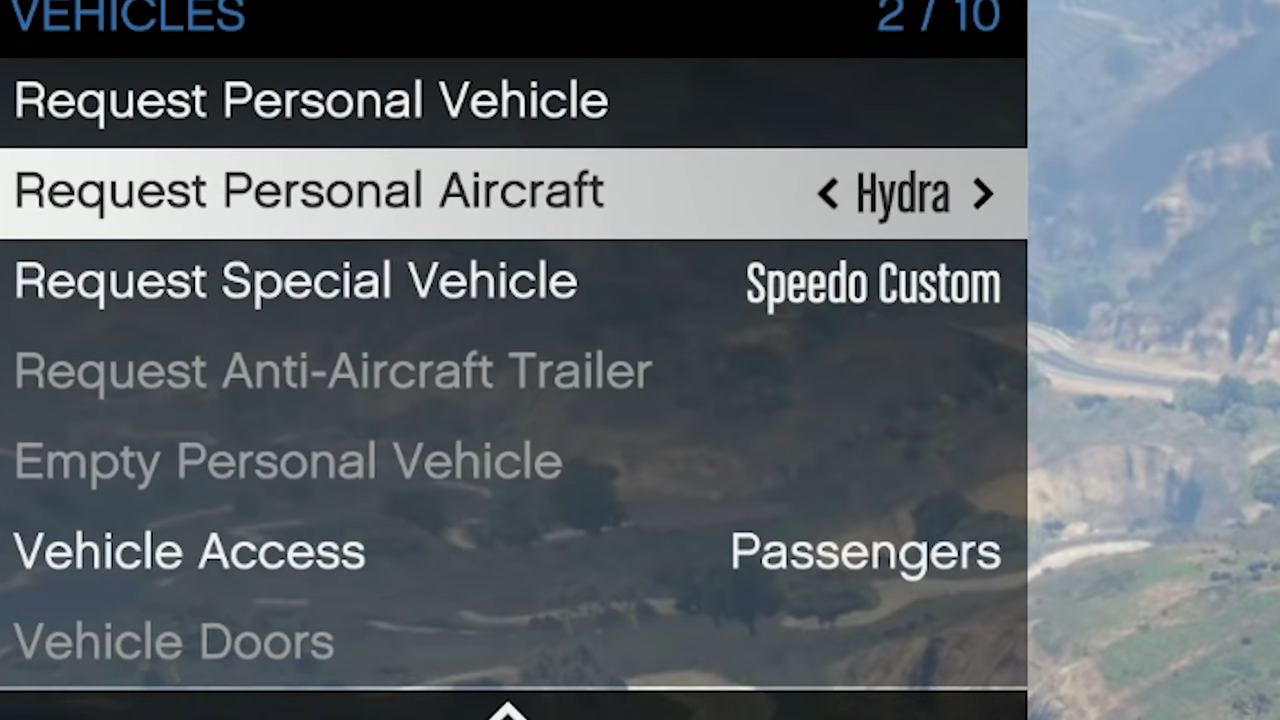 VEHICLES 2 / 10
Request Personal Vehicle
Request Personal Aircraft < Hydra >
Request Special Vehicle Speedo Custom
Request Anti-Aircraft Trailer
Empty Personal Vehicle
Vehicle Access Passengers
Vehicle Doors